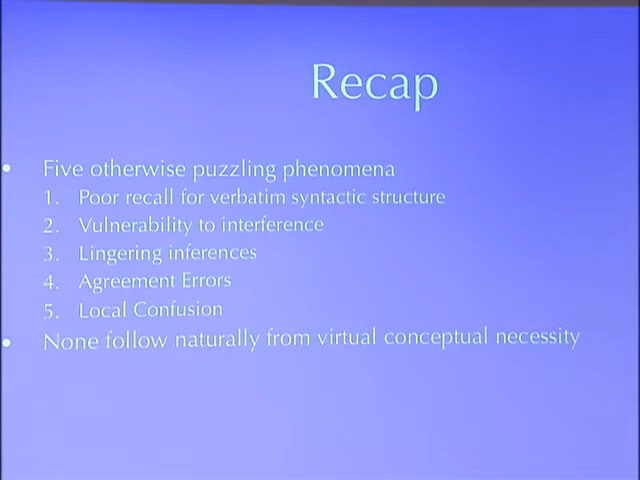 Recap
• Five otherwise puzzling phenomena
1. Poor recall for verbatim syntactic structure
2. Vulnerability to interference
3. Lingering inferences
4. Agreement Errors
5. Local Confusion
• None follow naturally from virtual conceptual necessity